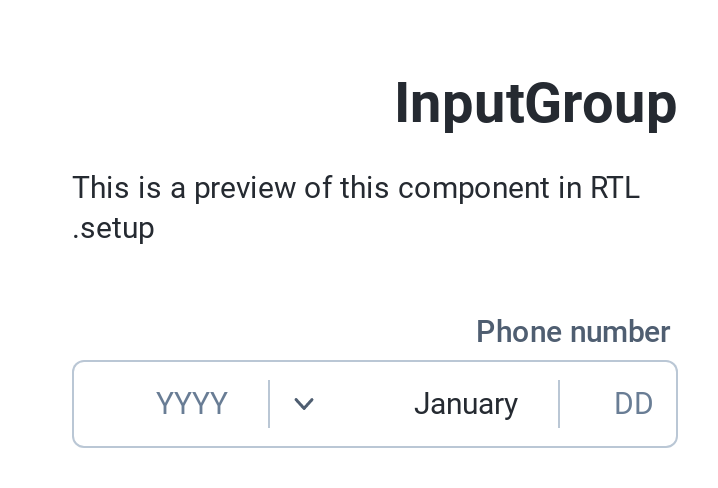 InputGroup
This is a preview of this component in RTL
.setup
Phone number
DD January YYYY